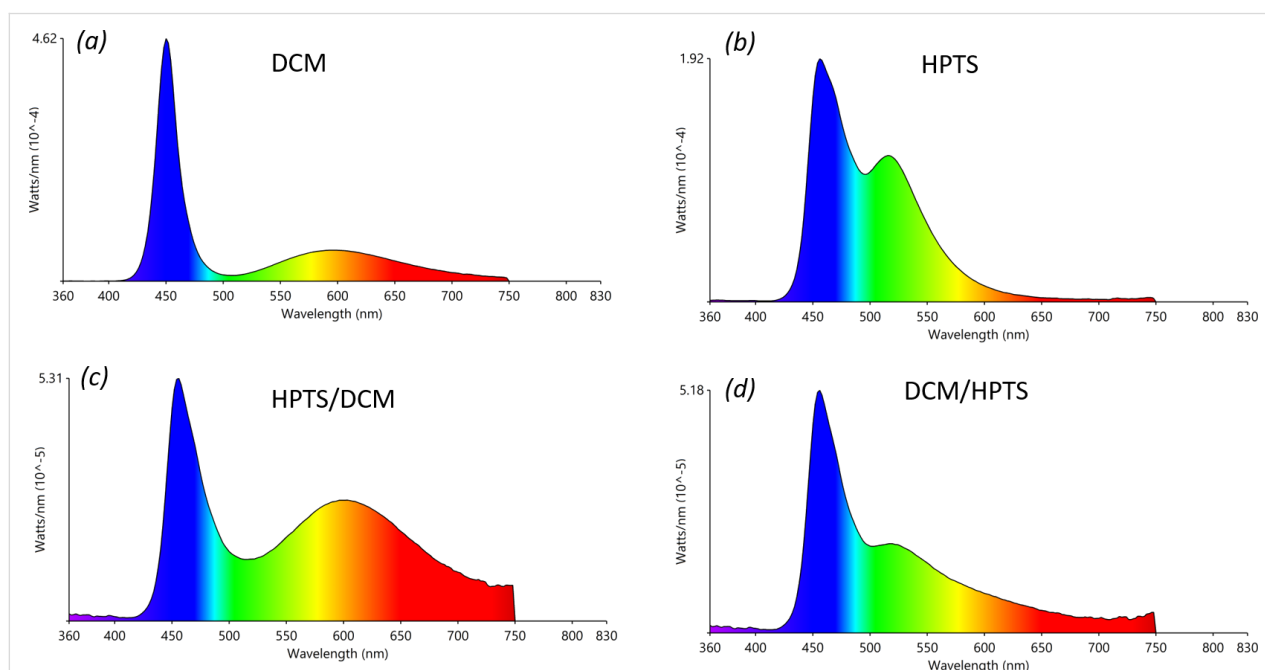 (a)
DCM
4.62
Watts/nm (10^-4)
360 400 450 500 550 600 650 700 750 800 830
Wavelength (nm)
(b)
HPTS
1.92
Watts/nm (10^-4)
360 400 450 500 550 600 650 700 750 800 830
Wavelength (nm)
(c)
HPTS/DCM
5.31
Watts/nm (10^-5)
360 400 450 500 550 600 650 700 750 800 830
Wavelength (nm)
(d)
DCM/HPTS
5.18
Watts/nm (10^-5)
360 400 450 500 550 600 650 700 750 800 830
Wavelength (nm)